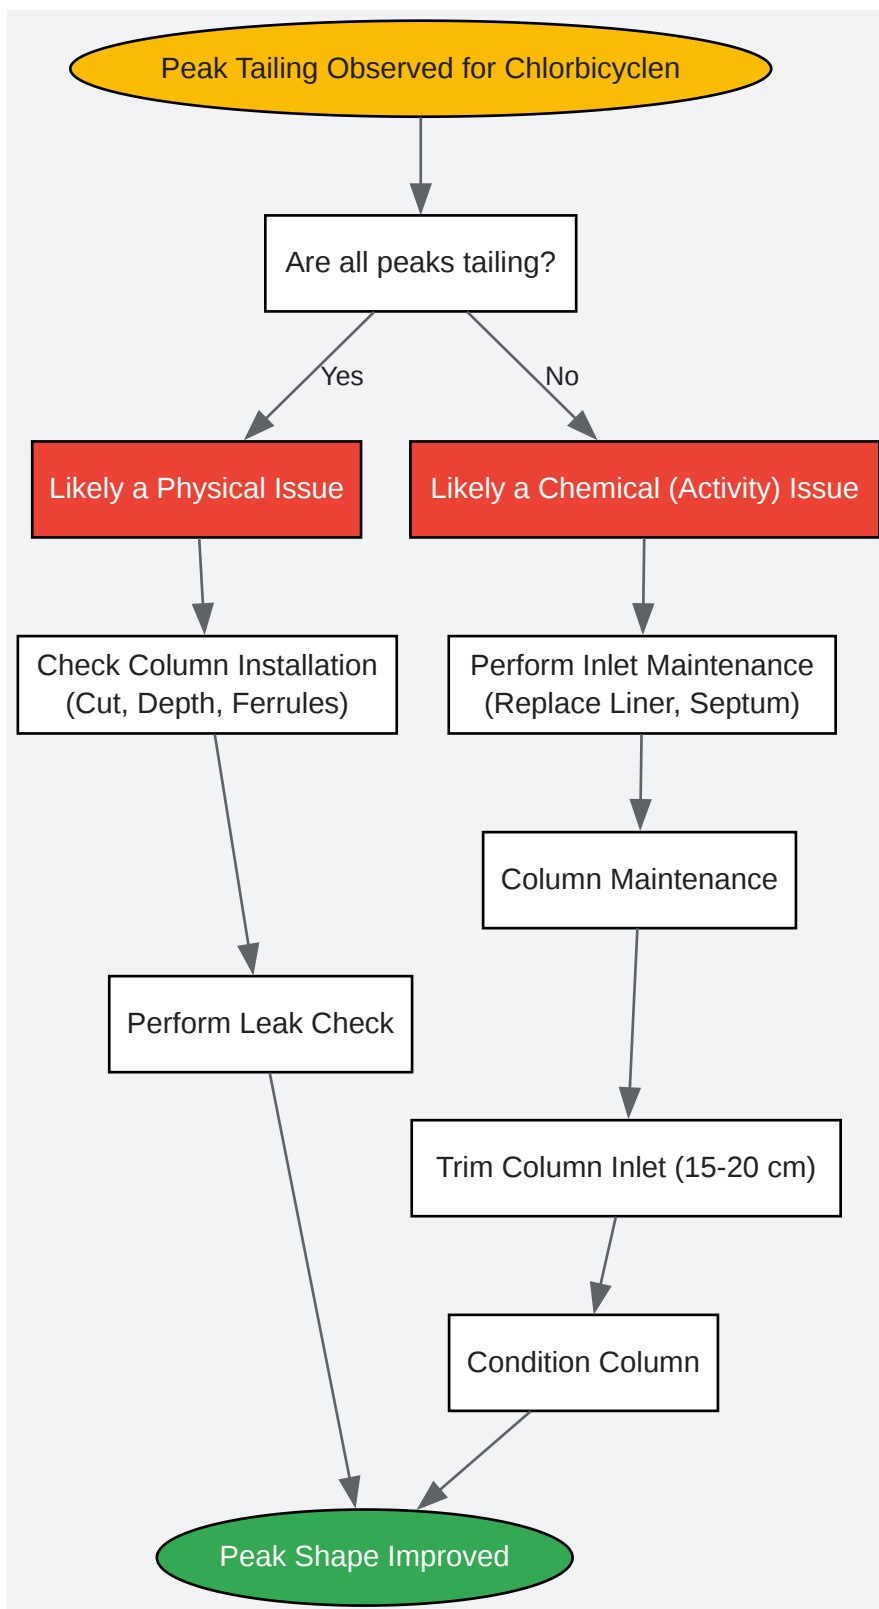 Peak Tailing Observed for Chlorbicyclen
Are all peaks tailing?
Yes
No
Likely a Physical Issue
Likely a Chemical (Activity) Issue
Check Column Installation
(Cut, Depth, Ferrules)
Perform Inlet Maintenance
(Replace Liner, Septum)
Column Maintenance
Perform Leak Check
Trim Column Inlet (15-20 cm)
Condition Column
Peak Shape Improved